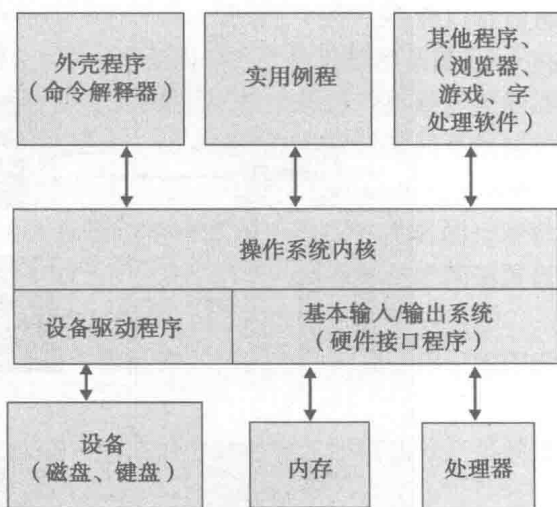 外壳程序
（命令解释器）
实用例程
其他程序、
（浏览器、
游戏、字
处理软件）
操作系统内核
设备驱动程序
基本输入/输出系统
（硬件接口程序）
设备
（磁盘、键盘）
内存
处理器